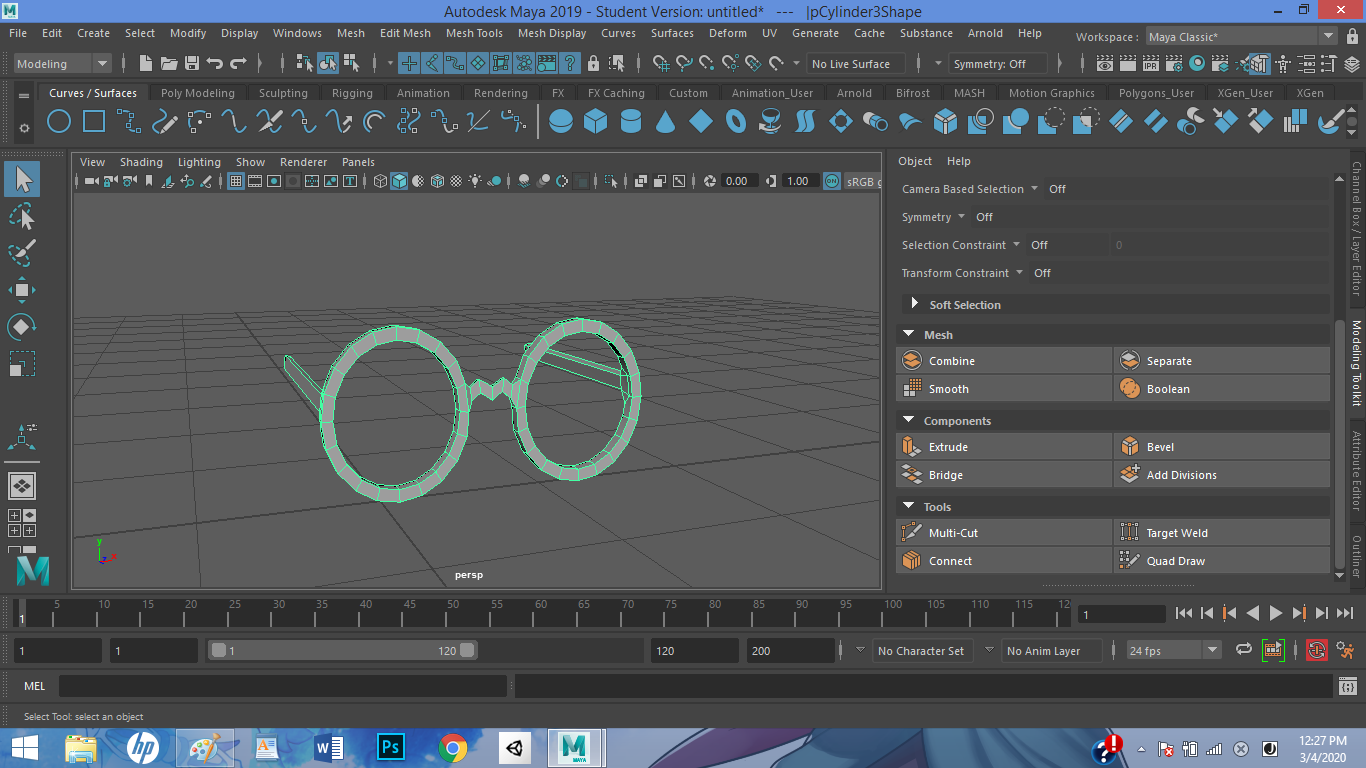 Autodesk Maya 2019 - Student Version: untitled* --- |pCylinder3Shape
File Edit Create Select Modify Display Windows Mesh Edit Mesh Mesh Tools Mesh Display Curves Surfaces Deform UV Generate Cache Substance Arnold Help Workspace : Maya Classic*
Modeling No Live Surface Symmetry: Off IPR
Curves / Surfaces Poly Modeling Sculpting Rigging Animation Rendering FX FX Caching Custom Animation_User Arnold Bifrost MASH Motion Graphics Polygons_User XGen_User XGen
View Shading Lighting Show Renderer Panels
0.00 1.00 ON sRGB g
Object Help
Camera Based Selection Off
Symmetry Off
Selection Constraint Off 0
Transform Constraint Off
Soft Selection
Mesh
Combine Separate
Smooth Boolean
Components
Extrude Bevel
Bridge Add Divisions
Tools
Multi-Cut Target Weld
Connect Quad Draw
Channel Box / Layer Editor
Modeling Toolkit
Attribute Editor
Outliner
y
x
z
persp
1 5 10 15 20 25 30 35 40 45 50 55 60 65 70 75 80 85 90 95 100 105 110 115 12 1
1 1 1 120 120 200 No Character Set No Anim Layer 24 fps
MEL
Select Tool: select an object
hp W Ps M MAYA
12:27 PM
3/4/2020